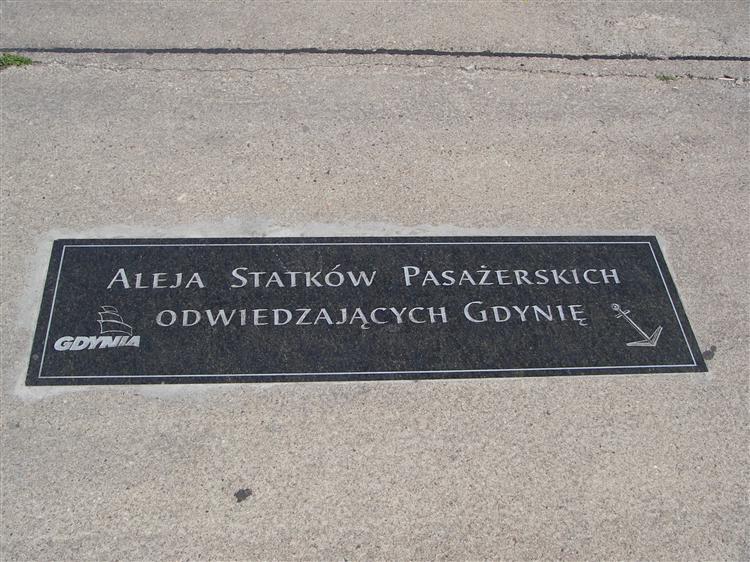 Aleja Statków Pasażerskich
odwiedzających Gdynię
GDYNIA